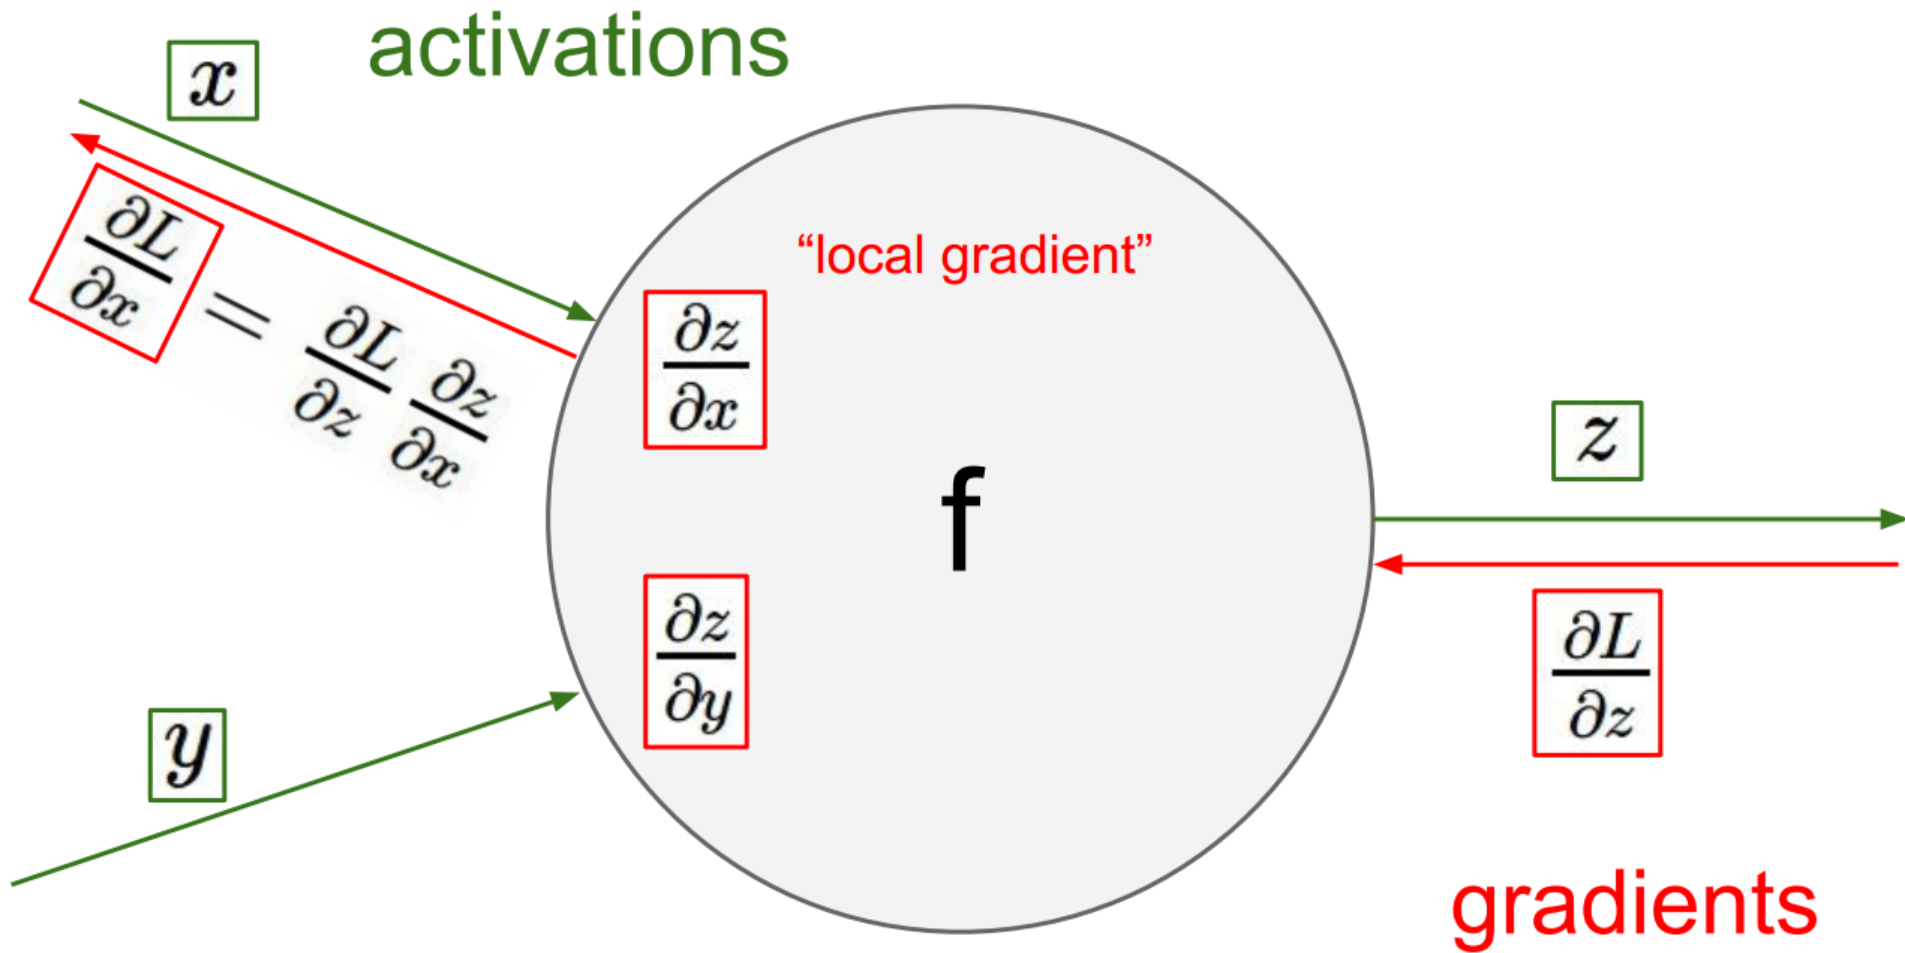 activations
x
∂L/∂x = ∂L/∂z ∂z/∂x
“local gradient”
∂z/∂x
f
z
∂z/∂y
∂L/∂z
y
gradients